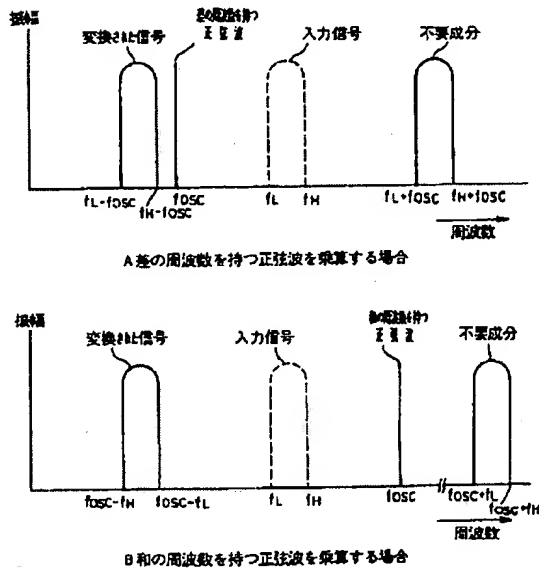 振幅
変換された信号
差の周波数を持つ
正弦波
入力信号
不要成分
fL-fOSC
fH-fOSC
fOSC
fL
fH
fL+fOSC
fH+fOSC
周波数
A差の周波数を持つ正弦波を乗算する場合
振幅
変換された信号
入力信号
和の周波数を持つ
正弦波
不要成分
fOSC-fH
fOSC-fL
fL
fH
fOSC
fOSC+fL
fOSC+fH
周波数
B和の周波数を持つ正弦波を乗算する場合